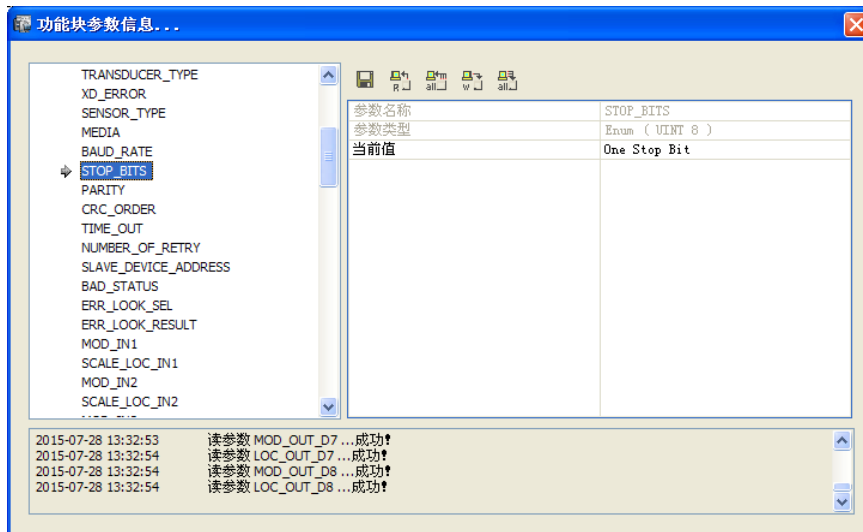 功能块参数信息...
TRANSDUCER_TYPE
XD_ERROR
SENSOR_TYPE
MEDIA
BAUD_RATE
STOP_BITS
PARITY
CRC_ORDER
TIME_OUT
NUMBER_OF_RETRY
SLAVE_DEVICE_ADDRESS
BAD_STATUS
ERR_LOOK_SEL
ERR_LOOK_RESULT
MOD_IN1
SCALE_LOC_IN1
MOD_IN2
SCALE_LOC_IN2
R all W all
参数名称 STOP_BITS
参数类型 Enum ( UINT 8 )
当前值 One Stop Bit
2015-07-28 13:32:53 读参数 MOD_OUT_D7 ...成功!
2015-07-28 13:32:54 读参数 LOC_OUT_D7 ...成功!
2015-07-28 13:32:54 读参数 MOD_OUT_D8 ...成功!
2015-07-28 13:32:54 读参数 LOC_OUT_D8 ...成功!